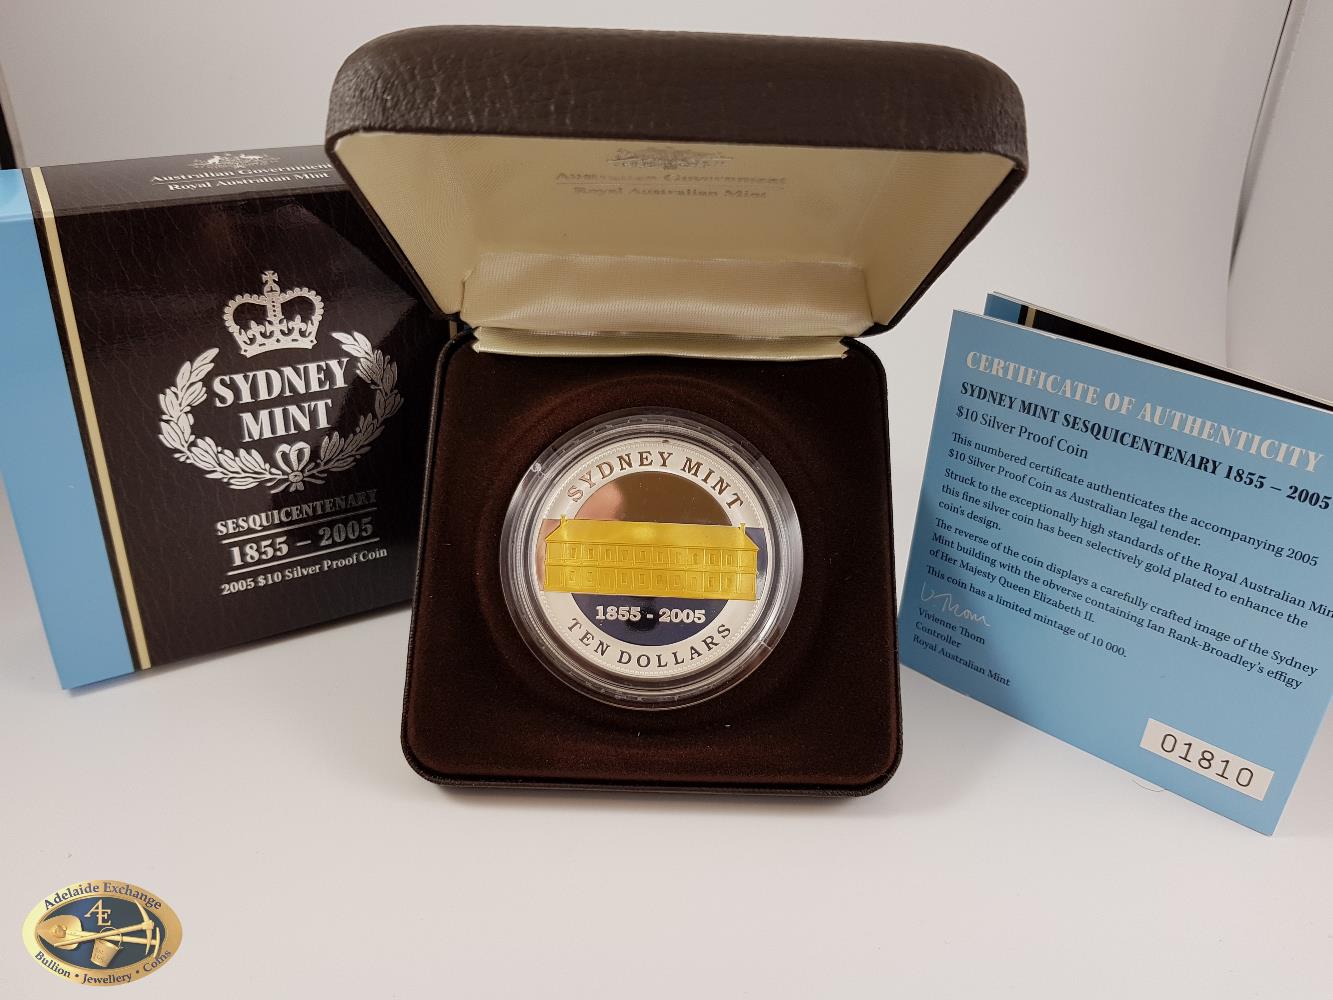 Australian Government
Royal Australian Mint
SYDNEY
MINT
SESQUICENTENARY
1855 – 2005
2005 $10 Silver Proof Coin
Australian Government
Royal Australian Mint
SYDNEY MINT
1855 - 2005
TEN DOLLARS
CERTIFICATE OF AUTHENTICITY
SYDNEY MINT SESQUICENTENARY 1855 – 2005
$10 Silver Proof Coin
This numbered certificate authenticates the accompanying 2005
$10 Silver Proof Coin as Australian legal tender.
Struck to the exceptionally high standards of the Royal Australian Min
this fine silver coin has been selectively gold plated to enhance the
coin's design.
The reverse of the coin displays a carefully crafted image of the Sydney
Mint building with the obverse containing Ian Rank-Broadley's effigy
of Her Majesty Queen Elizabeth II.
This coin has a limited mintage of 10 000.
V. Thom
Vivienne Thom
Controller
Royal Australian Mint
01810
Adelaide Exchange
AE
Bullion • Jewellery • Coins